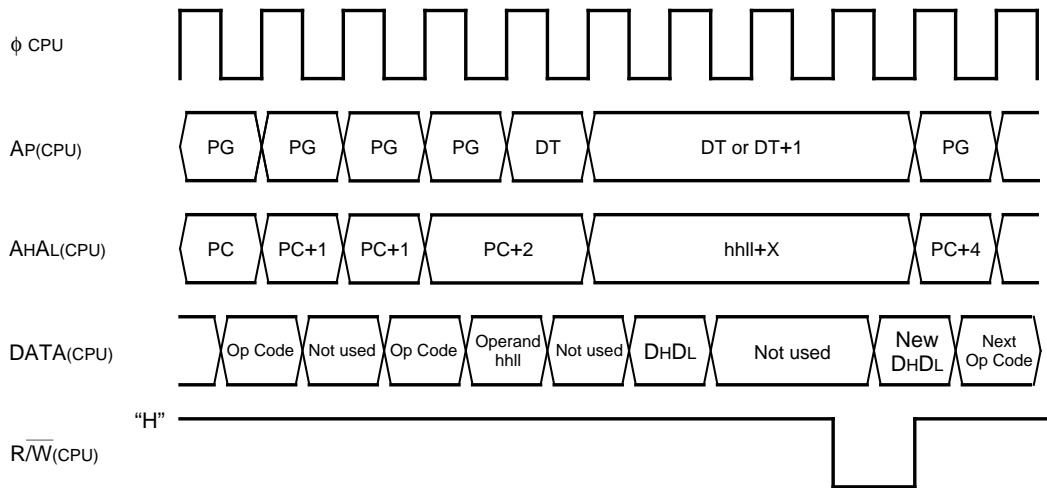 ϕ CPU
AP(CPU) PG PG PG PG DT DT or DT+1 PG
AHAL(CPU) PC PC+1 PC+1 PC+2 hhll+X PC+4
DATA(CPU) Op Code Not used Op Code Operand hhll Not used DHDL Not used New DHDL Next Op Code
“H”
R/W(CPU)